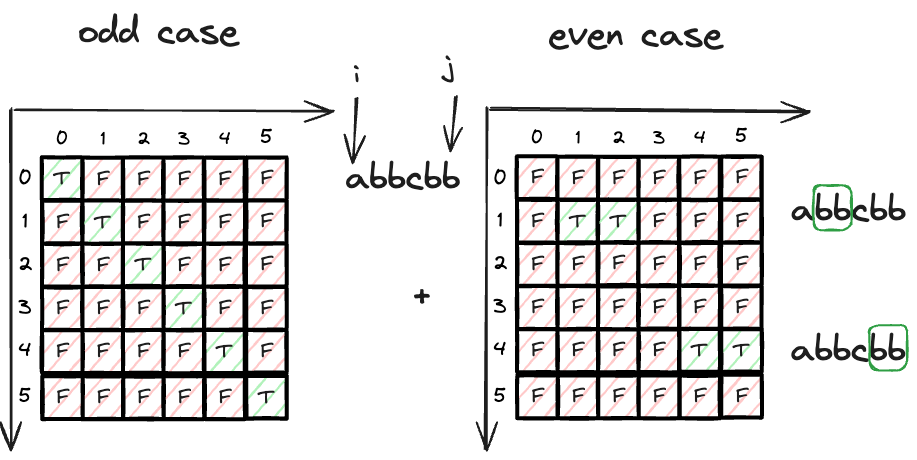 odd case
even case
i
j
abbcbb
0 1 2 3 4 5
0 T F F F F F
1 F T F F F F
2 F F T F F F
3 F F F T F F
4 F F F F T F
5 F F F F F T
+
0 1 2 3 4 5
0 F F F F F F
1 F T T F F F
2 F F F F F F
3 F F F F F F
4 F F F F T T
5 F F F F F F
abbcbb
abbcbb